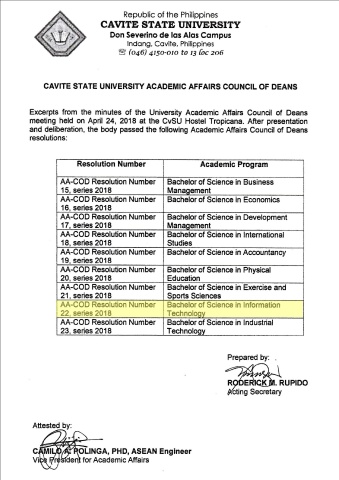 Republic of the Philippines
CAVITE STATE UNIVERSITY
Don Severino de las Alas Campus
Indang, Cavite, Philippines
☏ (046) 4150-010 to 13 loc 206
CAVITE STATE UNIVERSITY ACADEMIC AFFAIRS COUNCIL OF DEANS
Excerpts from the minutes of the University Academic Affairs Council of Deans
meeting held on April 24, 2018 at the CvSU Hostel Tropicana. After presentation
and deliberation, the body passed the following Academic Affairs Council of Deans
resolutions:
Resolution Number Academic Program
AA-COD Resolution Number Bachelor of Science in Business
15, series 2018 Management
AA-COD Resolution Number Bachelor of Science in Economics
16, series 2018
AA-COD Resolution Number Bachelor of Science in Development
17, series 2018 Management
AA-COD Resolution Number Bachelor of Science in International
18, series 2018 Studies
AA-COD Resolution Number Bachelor of Science in Accountancy
19, series 2018
AA-COD Resolution Number Bachelor of Science in Physical
20, series 2018 Education
AA-COD Resolution Number Bachelor of Science in Exercise and
21, series 2018 Sports Sciences
AA-COD Resolution Number Bachelor of Science in Information
22, series 2018 Technology
AA-COD Resolution Number Bachelor of Science in Industrial
23, series 2018 Technology
Prepared by:
RODERICK M. RUPIDO
Acting Secretary
Attested by:
CAMILO A. POLINGA, PHD, ASEAN Engineer
Vice President for Academic Affairs